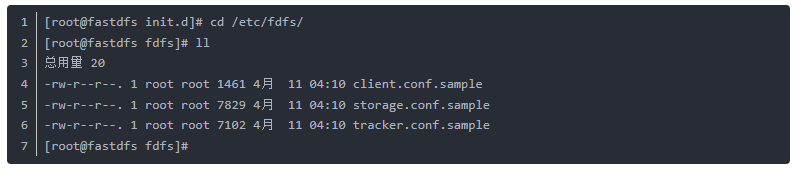 1 [root@fastdfs init.d]# cd /etc/fdfs/
2 [root@fastdfs fdfs]# ll
3 总用量 20
4 -rw-r--r--. 1 root root 1461 4月  11 04:10 client.conf.sample
5 -rw-r--r--. 1 root root 7829 4月  11 04:10 storage.conf.sample
6 -rw-r--r--. 1 root root 7102 4月  11 04:10 tracker.conf.sample
7 [root@fastdfs fdfs]#